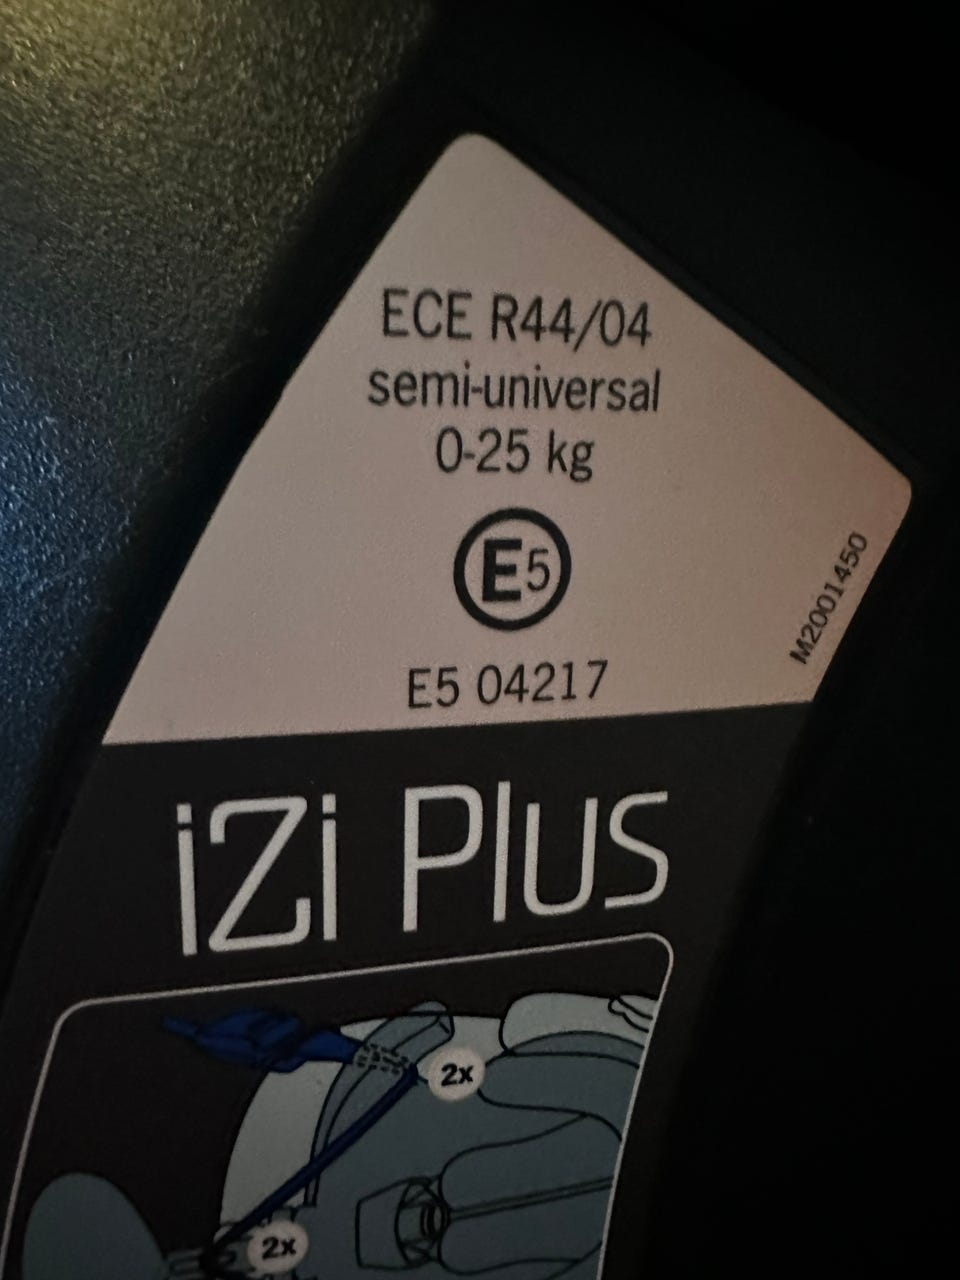 ECE R44/04
semi-universal
0-25 kg
E5
E5 04217
M2001450
iZi Plus
2x
2x